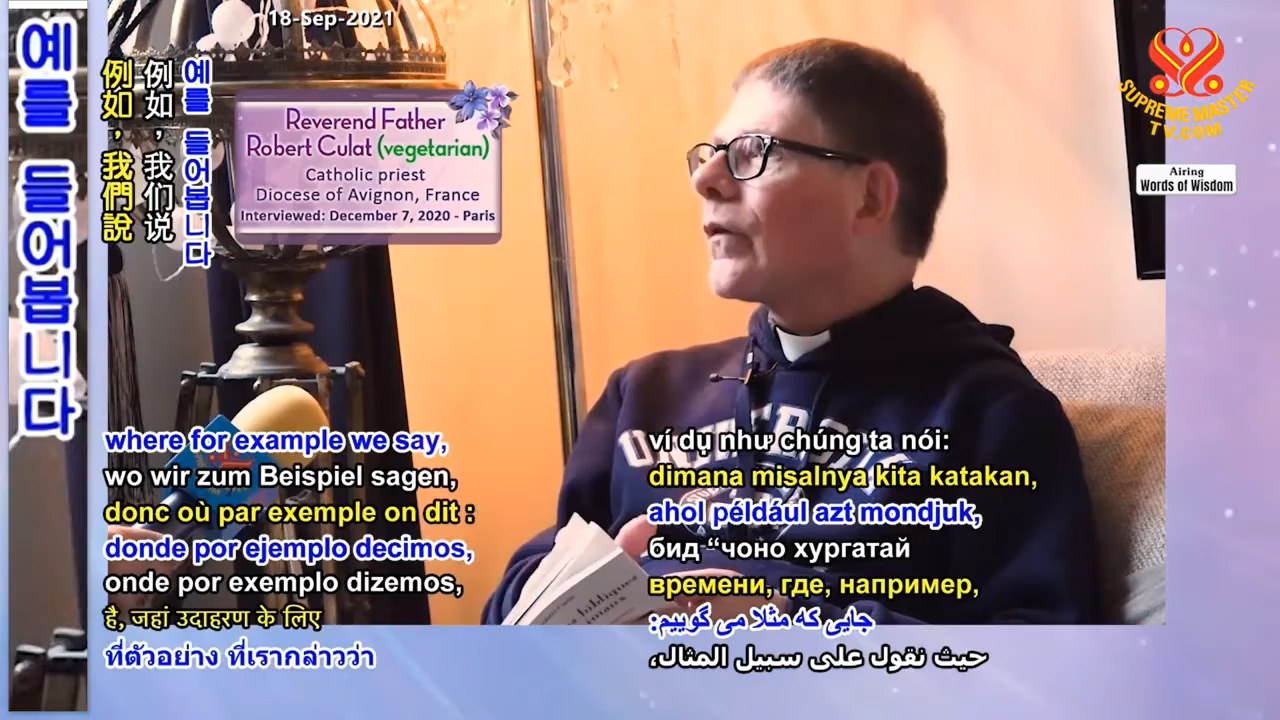 18-Sep-2021
예를 들어봅니다
例如，我們說
例如，我们说
예를 들어봅니다
Reverend Father
Robert Culat (vegetarian)
Catholic priest
Diocese of Avignon, France
Interviewed: December 7, 2020 - Paris
SUPREME MASTER
TV.COM
Airing
Words of Wisdom
UNIVERS
where for example we say,
wo wir zum Beispiel sagen,
donc où par exemple on dit :
donde por ejemplo decimos,
onde por exemplo dizemos,
है, जहां उदाहरण के लिए
ที่ตัวอย่าง ที่เรากล่าวว่า
ví dụ như chúng ta nói:
dimana misalnya kita katakan,
ahol például azt mondjuk,
бид “чоно хургатай
времени, где, например,
جایی که مثلا می گوییم:
حيث نقول على سبيل المثال،
bibliques